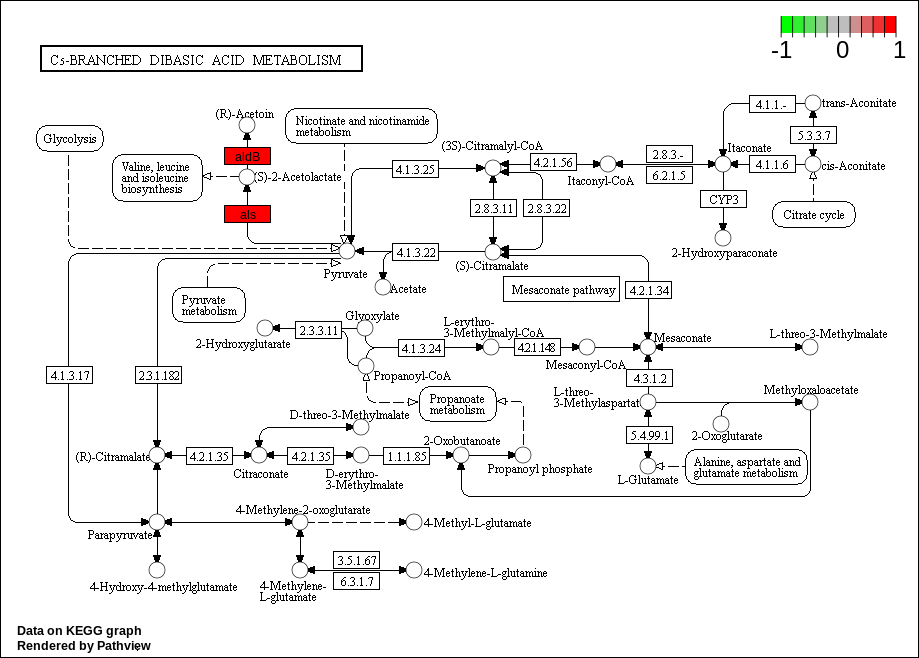 -1 0 1
C5-BRANCHED DIBASIC ACID METABOLISM
(R)-Acetoin
Nicotinate and nicotinamide
metabolism
4.1.1.-
trans-Aconitate
Glycolysis
5.3.3.7
aldB
(3S)-Citramalyl-CoA
Itaconate
Valine, leucine
and isoleucine
biosynthesis
(S)-2-Acetolactate
4.1.3.25
4.2.1.56
Itaconyl-CoA
2.8.3.-
6.2.1.5
4.1.1.6
cis-Aconitate
als
2.8.3.11
2.8.3.22
CYP3
Citrate cycle
4.1.3.22
2-Hydroxyparaconate
Pyruvate
(S)-Citramalate
Acetate
Mesaconate pathway
4.2.1.34
Pyruvate
metabolism
Glyoxylate
L-erythro-
3-Methylmalyl-CoA
2.3.3.11
2-Hydroxyglutarate
4.1.3.24
4.2.1.148
Mesaconate
L-threo-3-Methylmalate
Mesaconyl-CoA
4.1.3.17
2.3.1.182
Propanoyl-CoA
4.3.1.2
L-threo-
3-Methylaspartat
Methyloxaloacetate
Propanoate
metabolism
D-threo-3-Methylmalate
5.4.99.1
2-Oxoglutarate
2-Oxobutanoate
(R)-Citramalate
4.2.1.35
4.2.1.35
1.1.1.85
Citraconate
D-erythro-
3-Methylmalate
Propanoyl phosphate
L-Glutamate
Alanine, aspartate and
glutamate metabolism
4-Methylene-2-oxoglutarate
Parapyruvate
4-Methyl-L-glutamate
3.5.1.67
6.3.1.7
4-Hydroxy-4-methylglutamate
4-Methylene-
L-glutamate
4-Methylene-L-glutamine
Data on KEGG graph
Rendered by Pathview